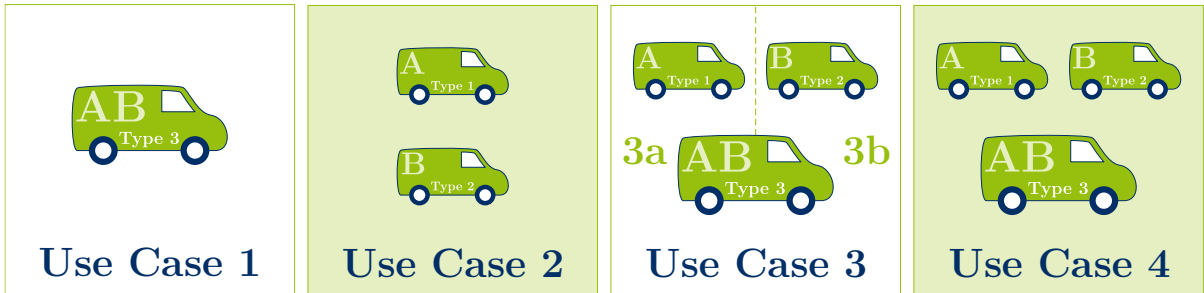 AB
Type 3
Use Case 1
A
Type 1
B
Type 2
Use Case 2
A
Type 1
B
Type 2
3a
AB
Type 3
3b
Use Case 3
A
Type 1
B
Type 2
AB
Type 3
Use Case 4